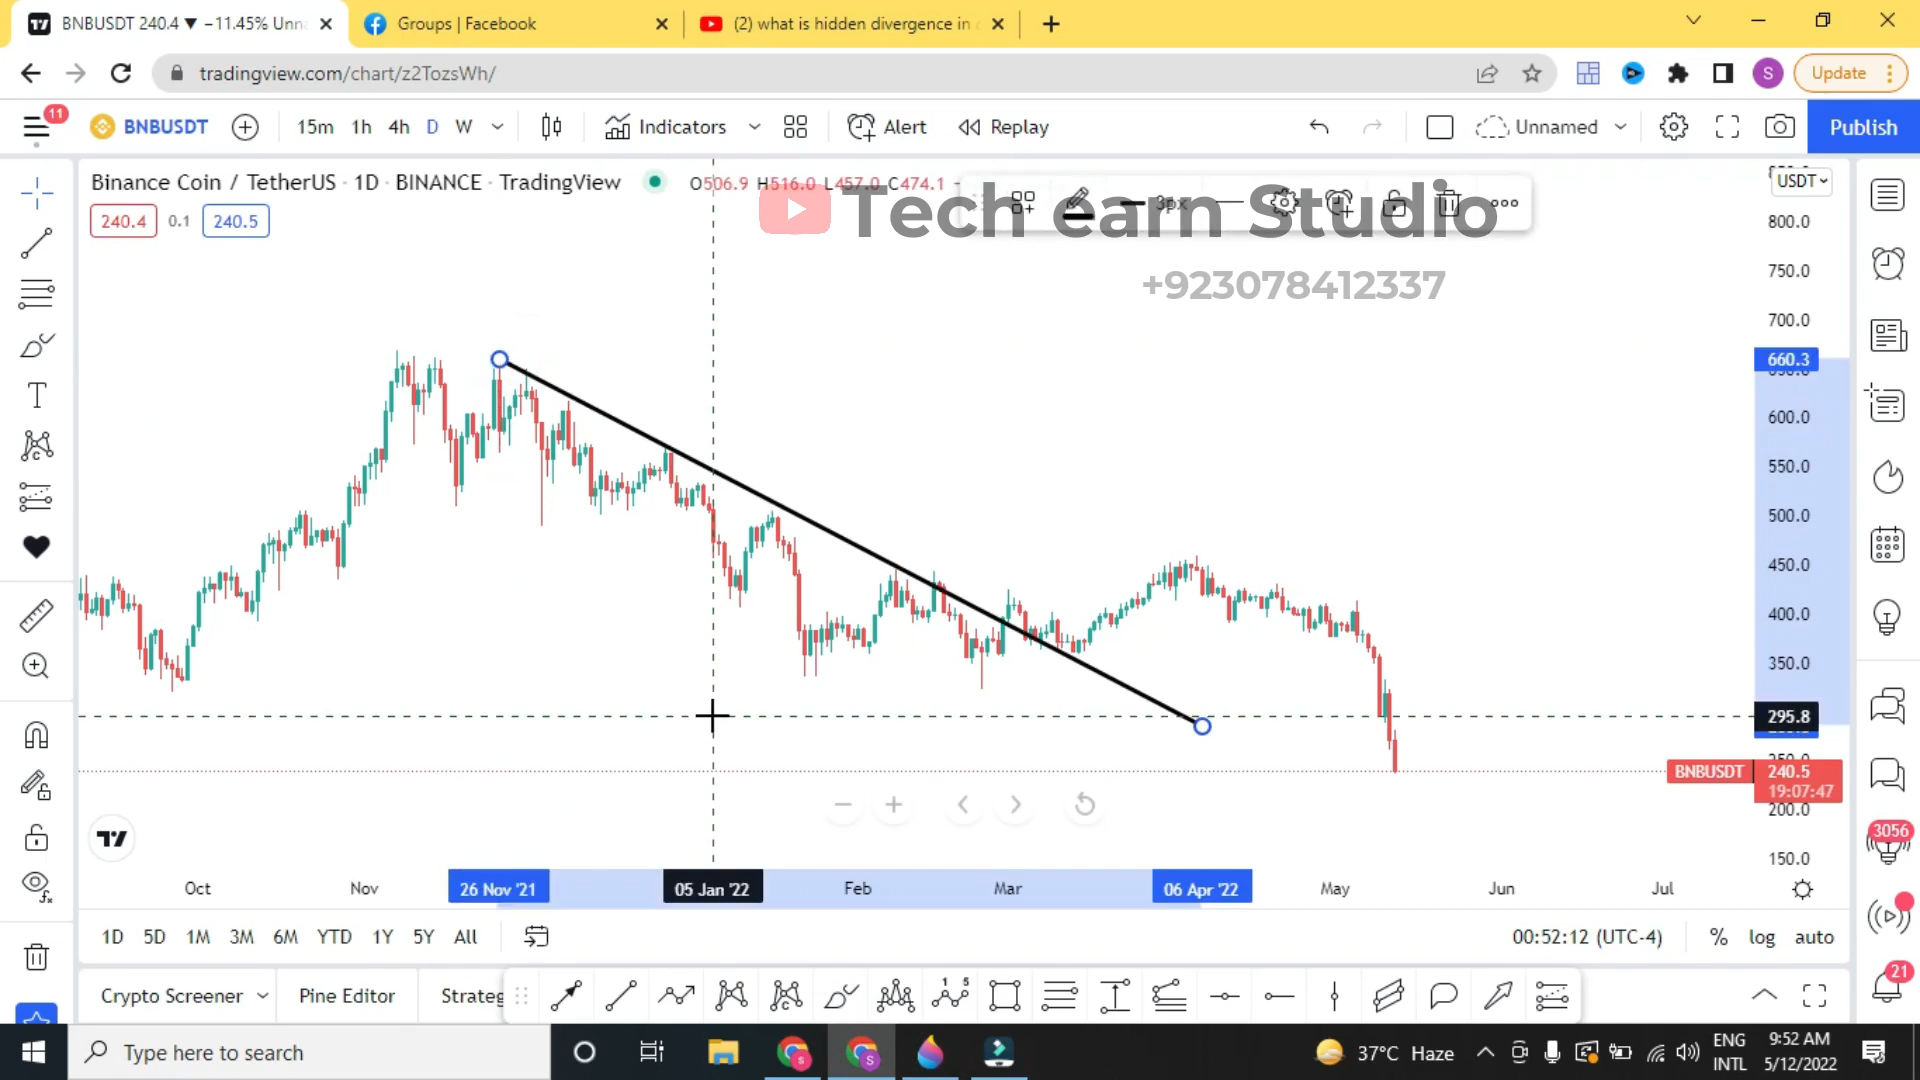 BNBUSDT 240.4 ▼ −11.45% Unna
Groups | Facebook
(2) what is hidden divergence in
tradingview.com/chart/z2TozsWh/
S
Update
11
BNBUSDT
15m 1h 4h D W
Indicators
Alert
Replay
Unnamed
Publish
Binance Coin / TetherUS · 1D · BINANCE · TradingView
O506.9 H516.0 L457.0 C474.1 −
3px
USDT
240.4 0.1 240.5
Tech earn Studio
+923078412337
800.0
750.0
700.0
660.3
600.0
550.0
500.0
450.0
400.0
350.0
295.8
BNBUSDT 240.5
19:07:47
200.0
150.0
3056
Oct Nov 26 Nov '21 05 Jan '22 Feb Mar 06 Apr '22 May Jun Jul
1D 5D 1M 3M 6M YTD 1Y 5Y All
00:52:12 (UTC-4) % log auto
21
Crypto Screener
Pine Editor
Strateg
Type here to search
37°C Haze
ENG
INTL
9:52 AM
5/12/2022